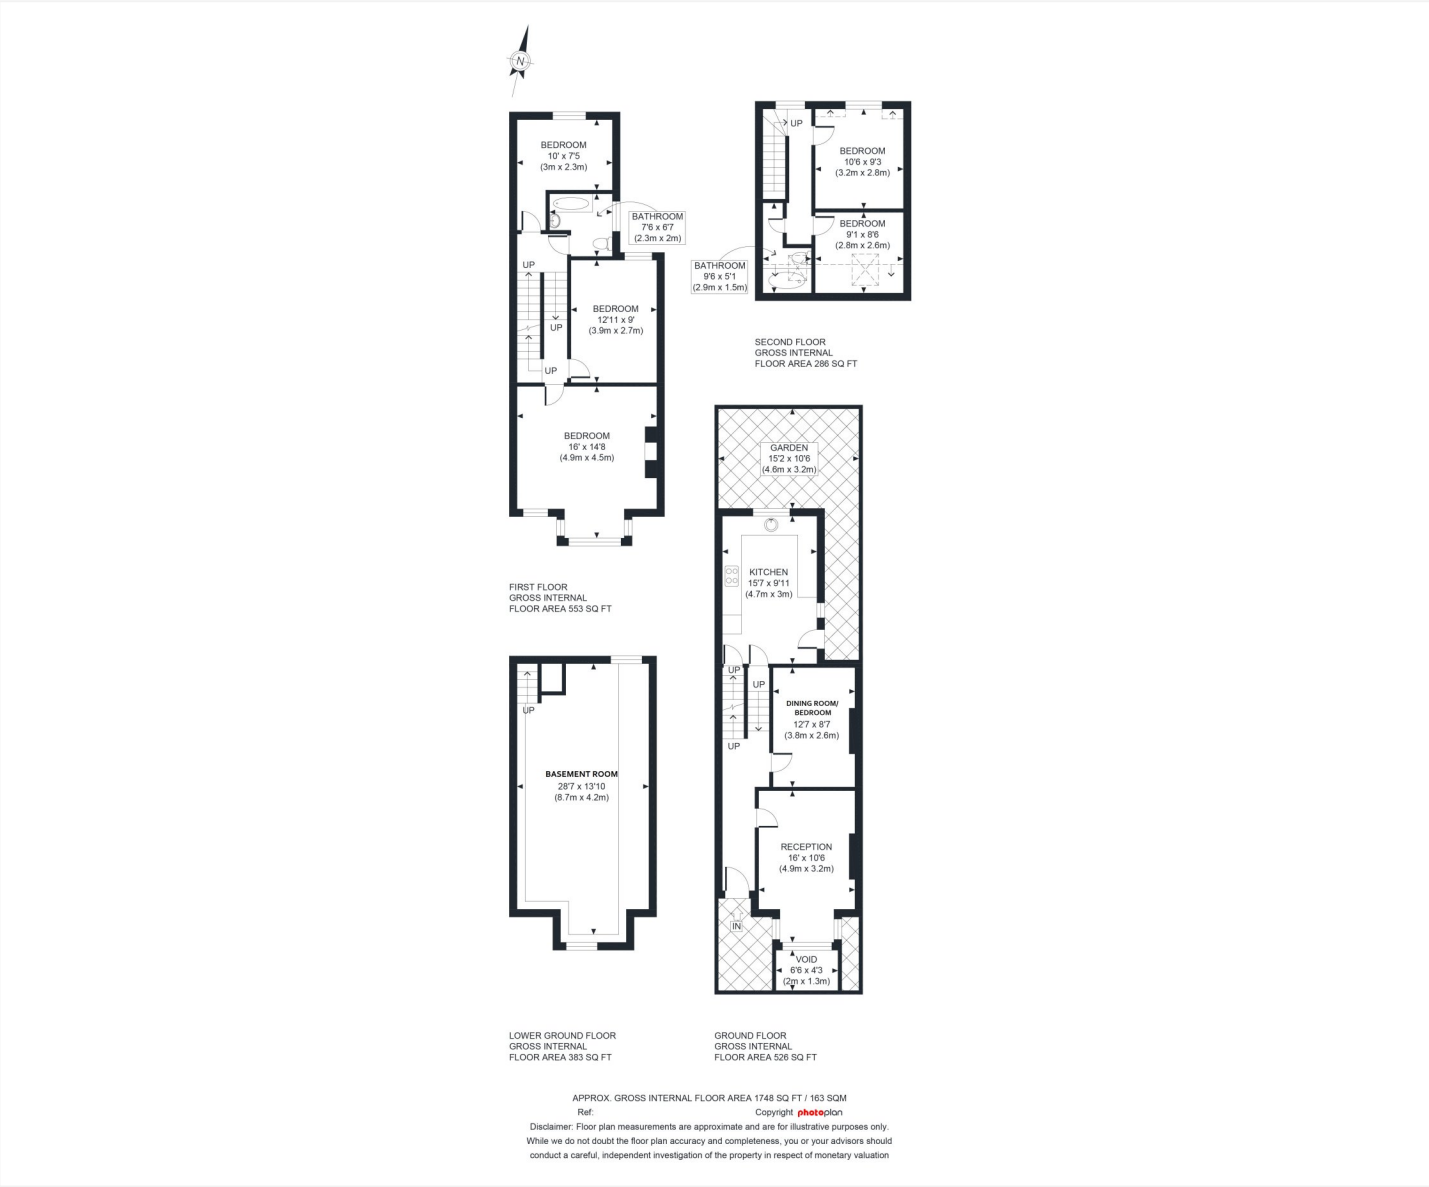 N
BEDROOM
10' x 7'5
(3m x 2.3m)
BATHROOM
7'6 x 6'7
(2.3m x 2m)
UP
UP
UP
BEDROOM
12'11 x 9'
(3.9m x 2.7m)
BEDROOM
16' x 14'8
(4.9m x 4.5m)
FIRST FLOOR
GROSS INTERNAL
FLOOR AREA 553 SQ FT
UP
BEDROOM
10'6 x 9'3
(3.2m x 2.8m)
BEDROOM
9'1 x 8'6
(2.8m x 2.6m)
BATHROOM
9'6 x 5'1
(2.9m x 1.5m)
SECOND FLOOR
GROSS INTERNAL
FLOOR AREA 286 SQ FT
UP
BASEMENT ROOM
28'7 x 13'10
(8.7m x 4.2m)
LOWER GROUND FLOOR
GROSS INTERNAL
FLOOR AREA 383 SQ FT
GARDEN
15'2 x 10'6
(4.6m x 3.2m)
KITCHEN
15'7 x 9'11
(4.7m x 3m)
UP
UP
UP
DINING ROOM/
BEDROOM
12'7 x 8'7
(3.8m x 2.6m)
RECEPTION
16' x 10'6
(4.9m x 3.2m)
IN
VOID
6'6 x 4'3
(2m x 1.3m)
GROUND FLOOR
GROSS INTERNAL
FLOOR AREA 526 SQ FT
APPROX. GROSS INTERNAL FLOOR AREA 1748 SQ FT / 163 SQM
Ref: Copyright photoplan
Disclaimer: Floor plan measurements are approximate and are for illustrative purposes only.
While we do not doubt the floor plan accuracy and completeness, you or your advisors should
conduct a careful, independent investigation of the property in respect of monetary valuation